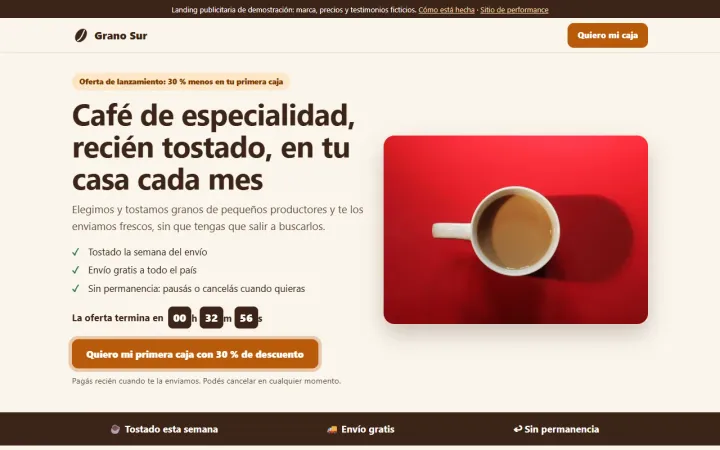 Landing publicitaria de demostración: marca, precios y testimonios ficticios. Cómo está hecha · Sitio de performance
Grano Sur
Quiero mi caja
Oferta de lanzamiento: 30 % menos en tu primera caja
Café de especialidad,
recién tostado, en tu
casa cada mes
Elegimos y tostamos granos de pequeños productores y te los
enviamos frescos, sin que tengas que salir a buscarlos.
✓ Tostado la semana del envío
✓ Envío gratis a todo el país
✓ Sin permanencia: pausás o cancelás cuando quieras
La oferta termina en 00 h 32 m 56 s
Quiero mi primera caja con 30 % de descuento
Pagás recién cuando te la enviamos. Podés cancelar en cualquier momento.
Tostado esta semana
Envío gratis
Sin permanencia